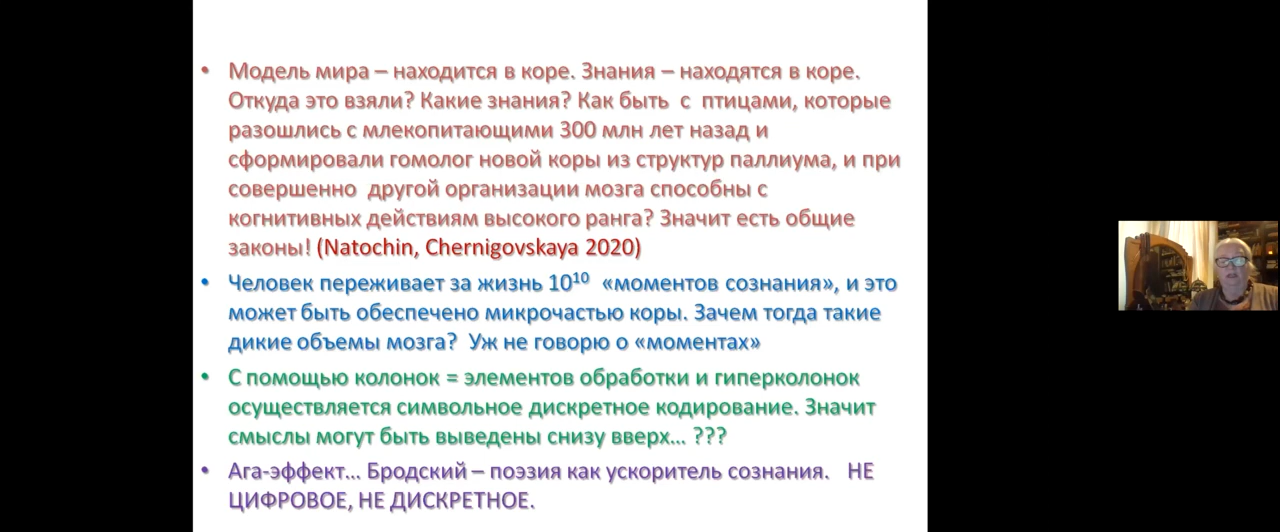 • Модель мира – находится в коре. Знания – находятся в коре.
Откуда это взяли? Какие знания? Как быть с птицами, которые
разошлись с млекопитающими 300 млн лет назад и
сформировали гомолог новой коры из структур паллиума, и при
совершенно другой организации мозга способны с
когнитивных действиям высокого ранга? Значит есть общие
законы! (Natochin, Chernigovskaya 2020)
• Человек переживает за жизнь 10¹⁰ «моментов сознания», и это
может быть обеспечено микрочастью коры. Зачем тогда такие
дикие объемы мозга? Уж не говорю о «моментах»
• С помощью колонок = элементов обработки и гиперколонок
осуществляется символьное дискретное кодирование. Значит
смыслы могут быть выведены снизу вверх… ???
• Ага-эффект… Бродский – поэзия как ускоритель сознания. НЕ
ЦИФРОВОЕ, НЕ ДИСКРЕТНОЕ.